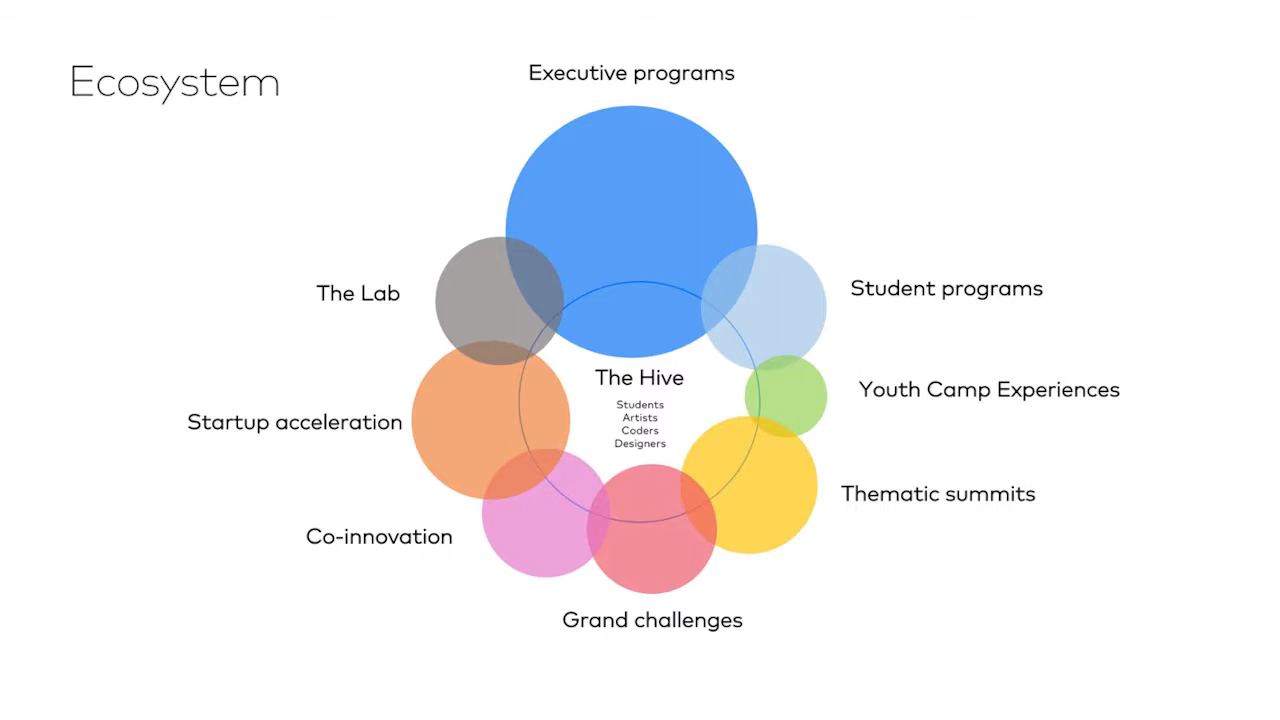 Ecosystem
Executive programs
The Lab
Student programs
The Hive
Students
Artists
Coders
Designers
Youth Camp Experiences
Startup acceleration
Thematic summits
Co-innovation
Grand challenges